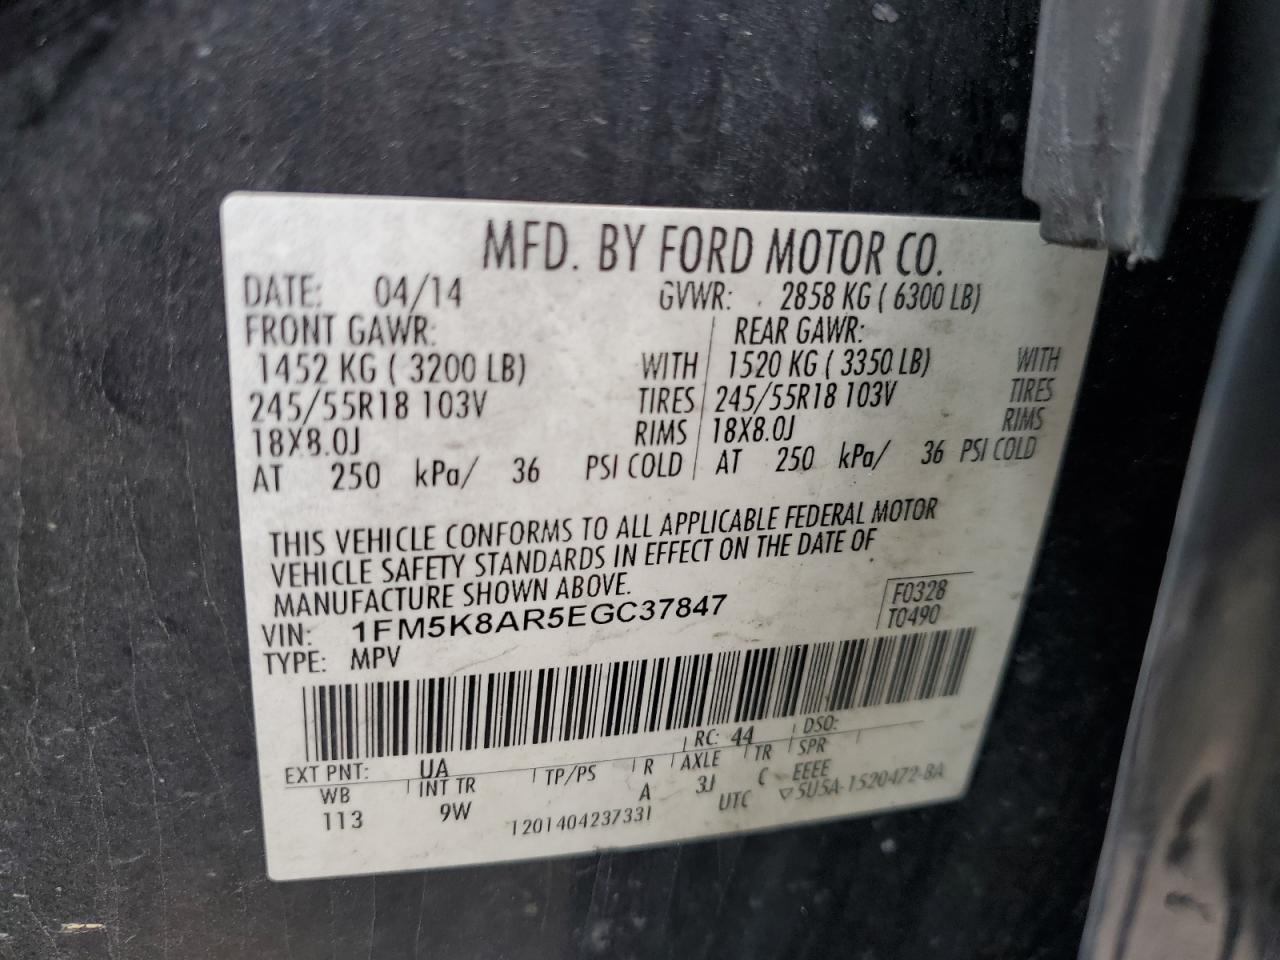 MFD. BY FORD MOTOR CO.
DATE: 04/14 GVWR: 2858 KG ( 6300 LB)
FRONT GAWR: REAR GAWR:
1452 KG ( 3200 LB) WITH 1520 KG ( 3350 LB) WITH
245/55R18 103V TIRES 245/55R18 103V TIRES
18X8.0J RIMS 18X8.0J RIMS
AT 250 kPa/ 36 PSI COLD AT 250 kPa/ 36 PSI COLD
THIS VEHICLE CONFORMS TO ALL APPLICABLE FEDERAL MOTOR
VEHICLE SAFETY STANDARDS IN EFFECT ON THE DATE OF
MANUFACTURE SHOWN ABOVE.
F0328
VIN: 1FM5K8AR5EGC37847 T0490
TYPE: MPV
EXT PNT: UA RC: 44 DSO:
WB INT TR TP/PS R AXLE TR SPR
113 9W A 3J C EEEE
1201404237331 UTC ▽5U5A-1520472-BA